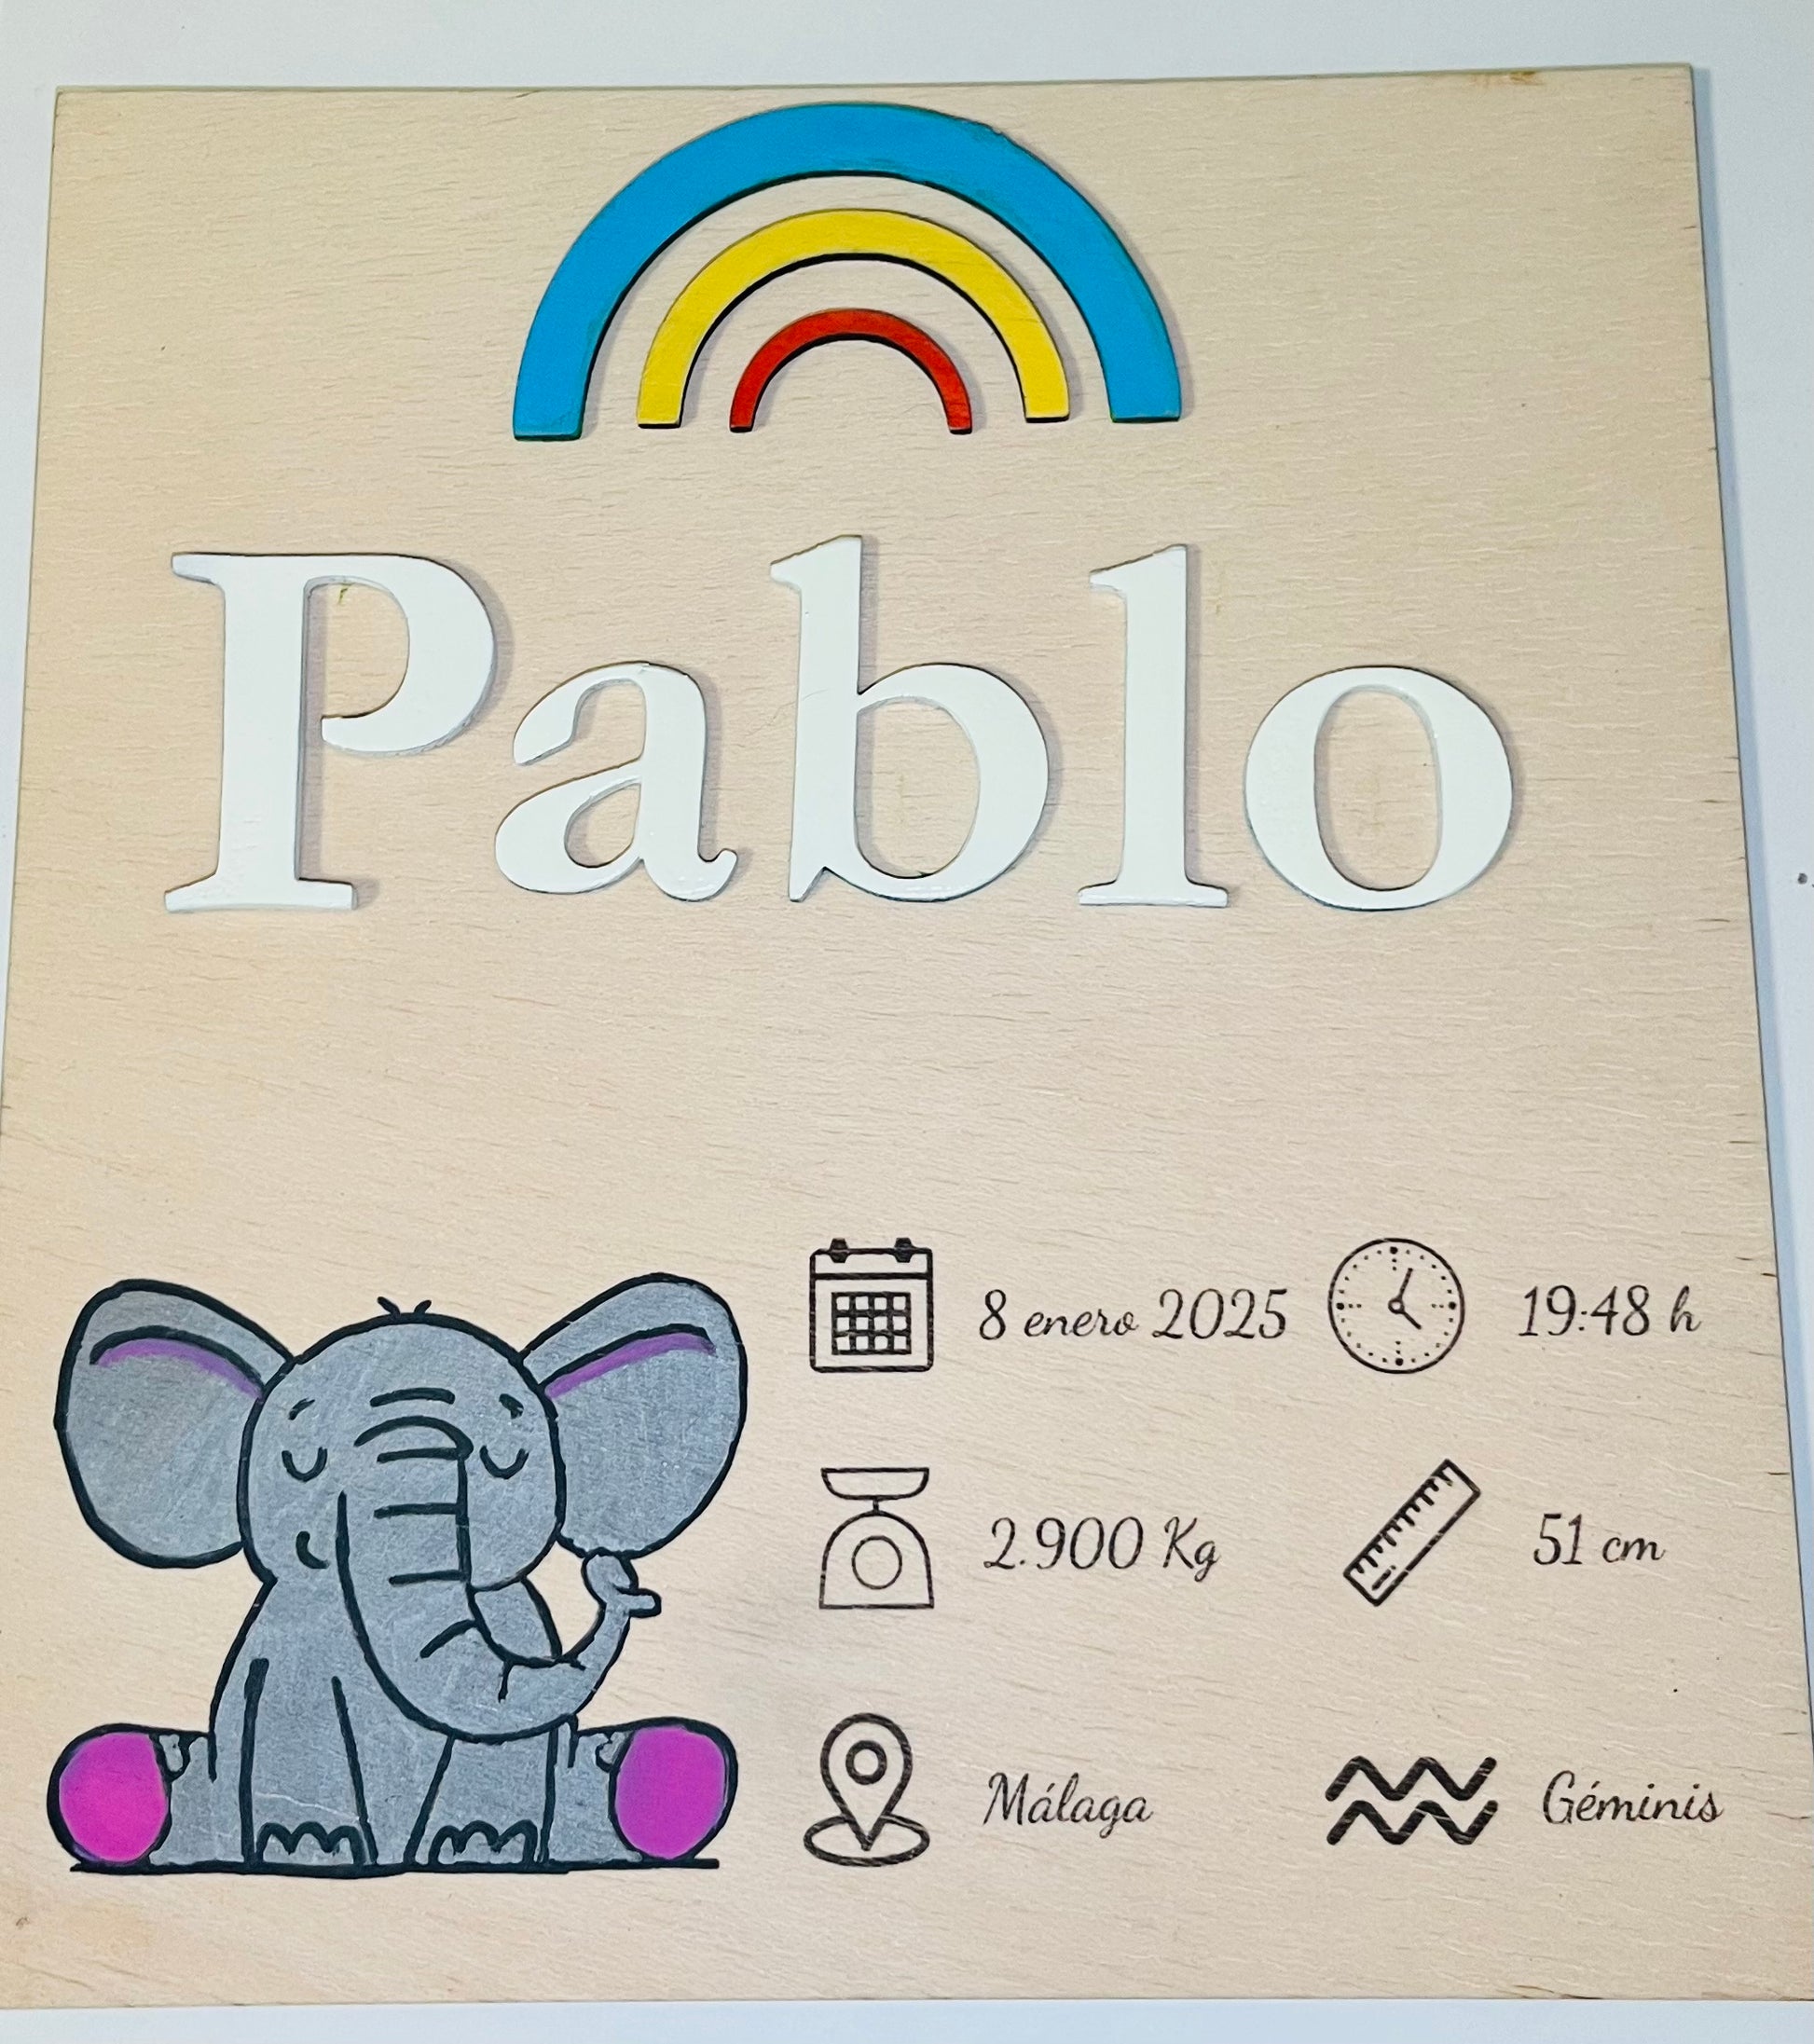 Pablo
8 enero 2025 19:48 h
2.900 Kg 51 cm
Málaga Géminis